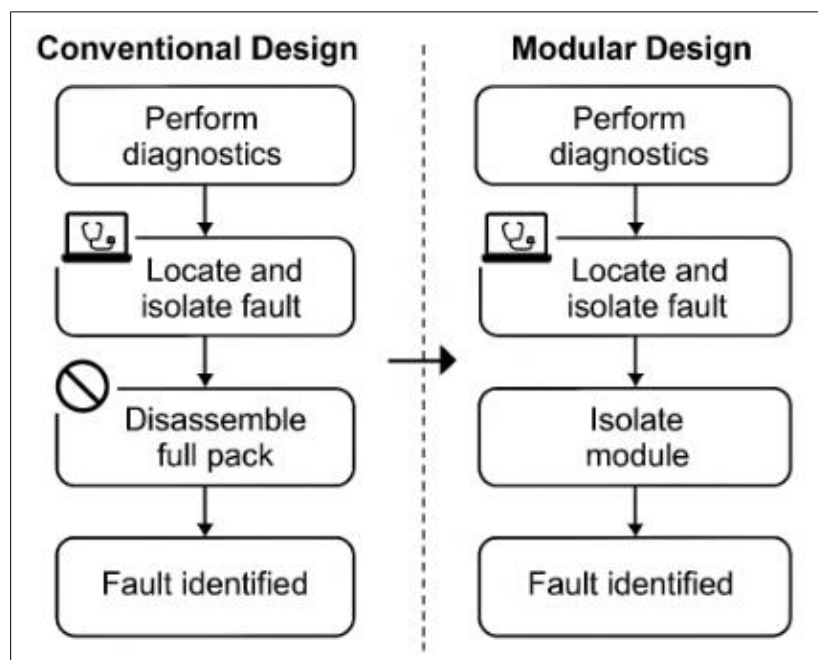 Conventional Design
Perform
diagnostics
Locate and
isolate fault
Disassemble
full pack
Fault identified
Modular Design
Perform
diagnostics
Locate and
isolate fault
Isolate
module
Fault identified